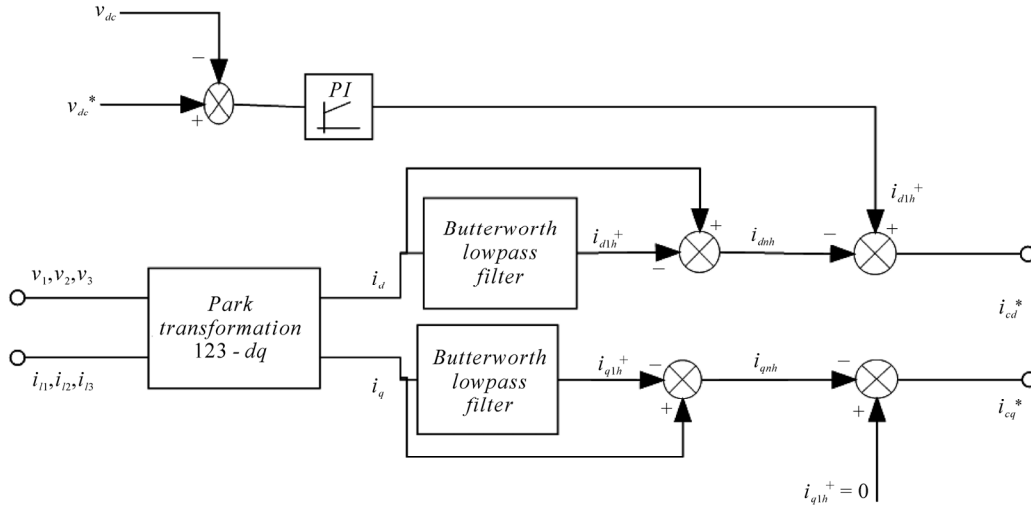 v_dc
−
v_dc*
+
PI
i_d1h+
Butterworth
lowpass
filter
i_d1h+
−
+
i_dnh
−
+
v1,v2,v3
i_d
Park
transformation
123 - dq
i_cd*
i_l1,i_l2,i_l3
i_q
Butterworth
lowpass
filter
i_q1h+
−
+
i_qnh
−
+
i_cq*
i_q1h+ = 0